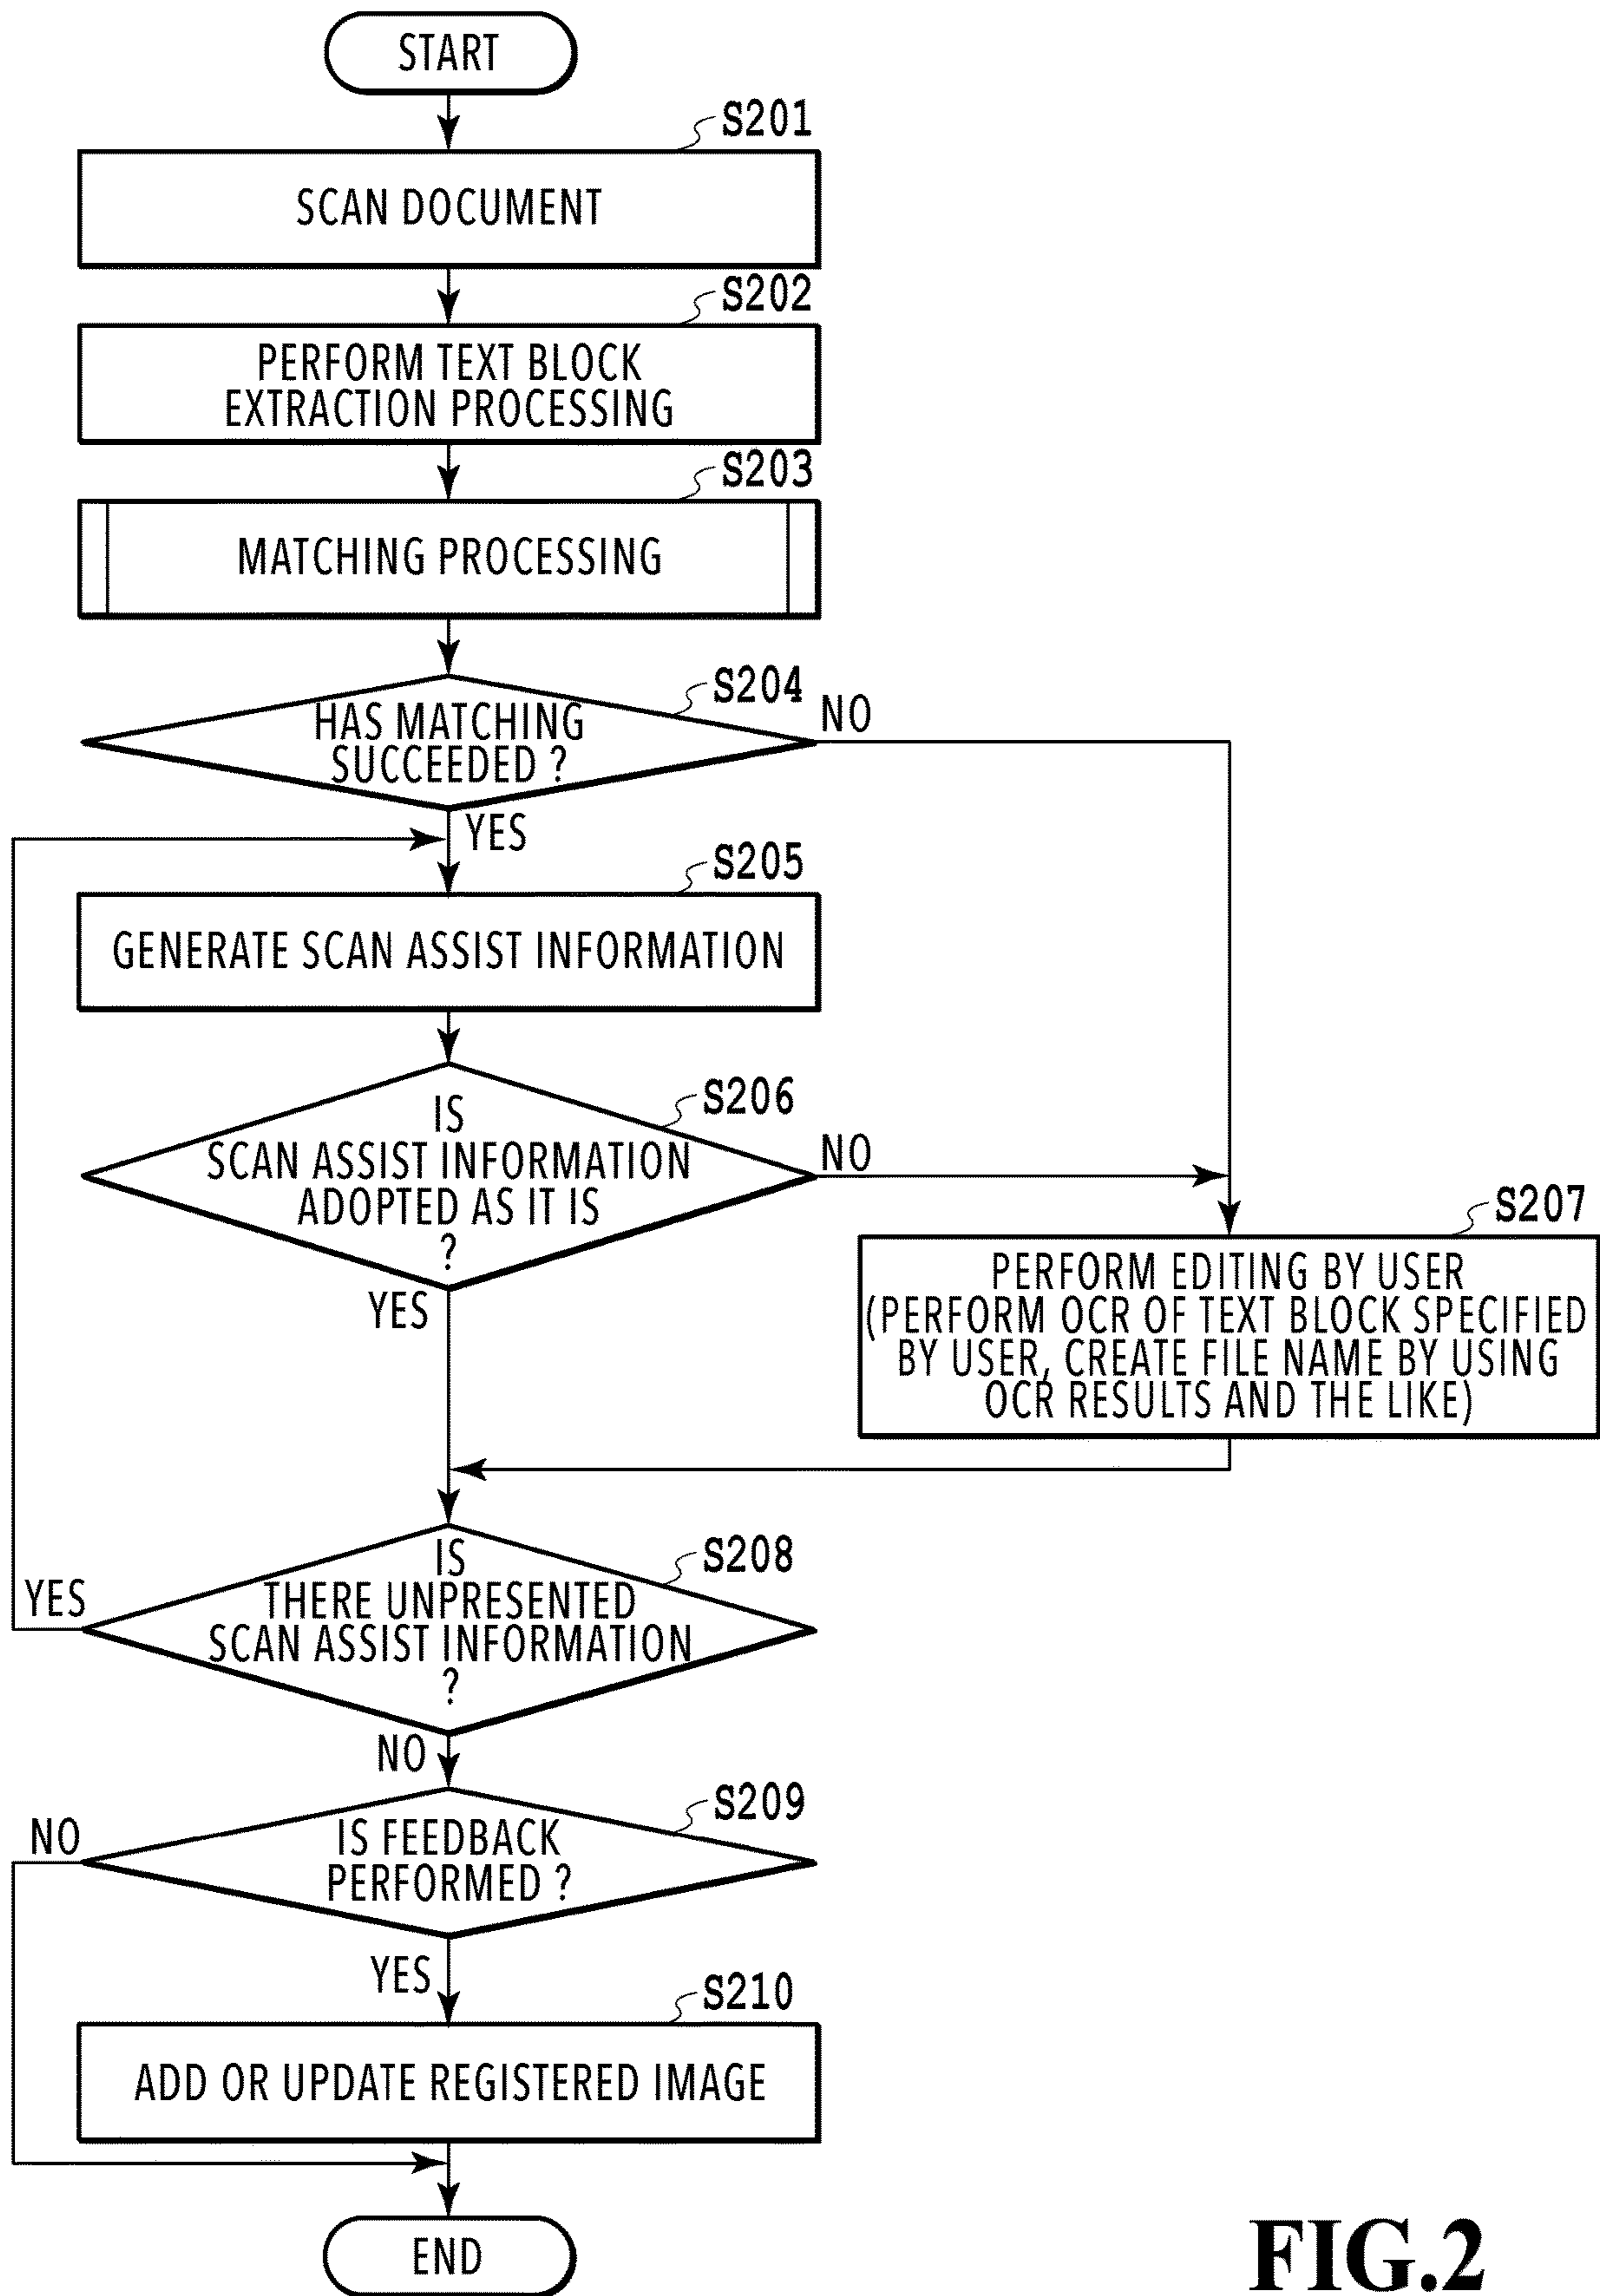 START
S201
SCAN DOCUMENT
S202
PERFORM TEXT BLOCK
EXTRACTION PROCESSING
S203
MATCHING PROCESSING
S204
HAS MATCHING
SUCCEEDED ?
NO
YES
S205
GENERATE SCAN ASSIST INFORMATION
S206
IS
SCAN ASSIST INFORMATION
ADOPTED AS IT IS
?
NO
YES
S207
PERFORM EDITING BY USER
(PERFORM OCR OF TEXT BLOCK SPECIFIED
BY USER, CREATE FILE NAME BY USING
OCR RESULTS AND THE LIKE)
S208
IS
THERE UNPRESENTED
SCAN ASSIST INFORMATION
?
YES
NO
S209
IS FEEDBACK
PERFORMED ?
NO
YES
S210
ADD OR UPDATE REGISTERED IMAGE
END
FIG.2